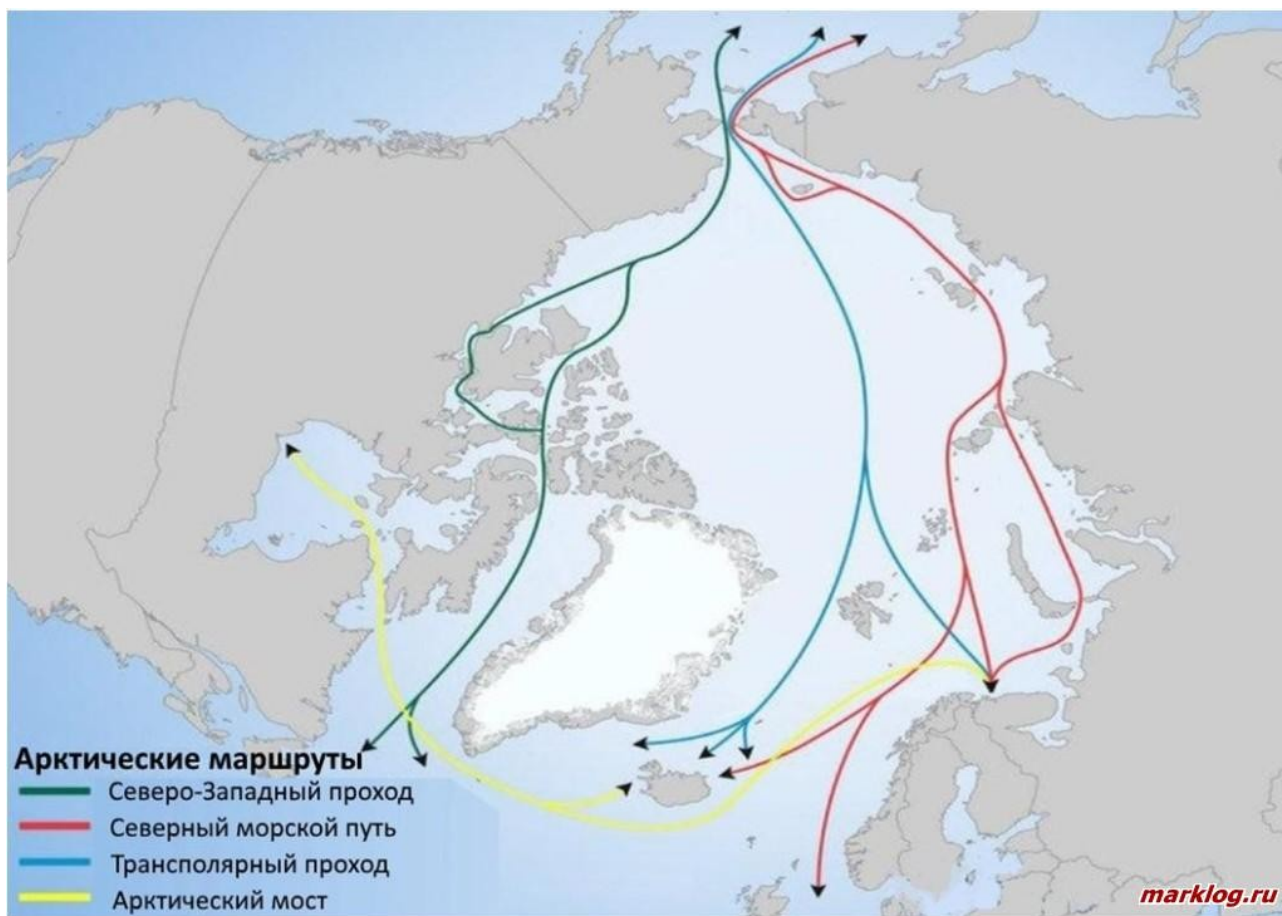 Арктические маршруты
Северо-Западный проход
Северный морской путь
Трансполярный проход
Арктический мост
marklog.ru